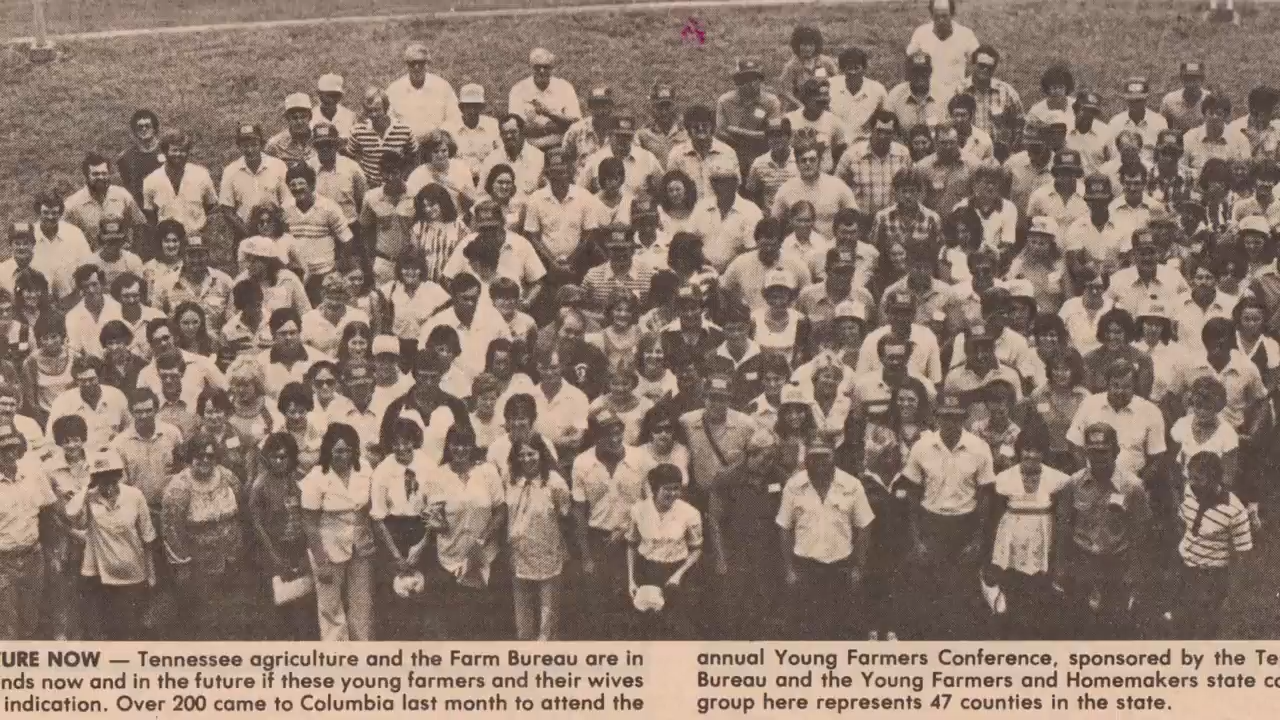 URE NOW — Tennessee agriculture and the Farm Bureau are in
nds now and in the future if these young farmers and their wives
indication. Over 200 came to Columbia last month to attend the
annual Young Farmers Conference, sponsored by the Te
Bureau and the Young Farmers and Homemakers state co
group here represents 47 counties in the state.